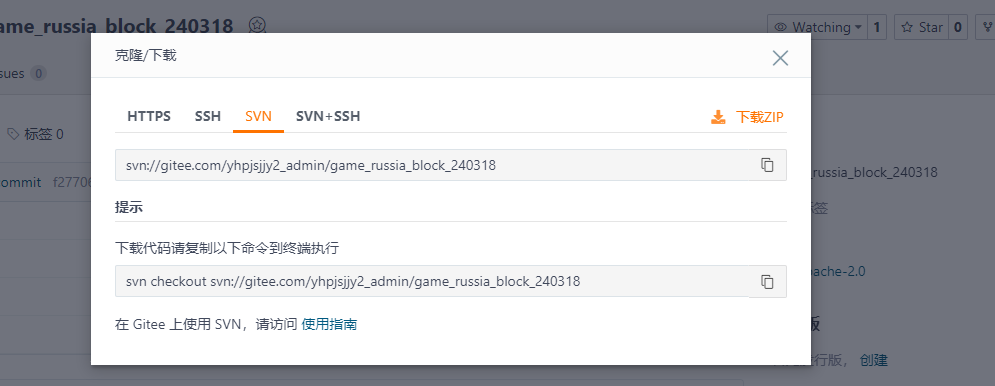 ame_russia_block_240318
Watching 1 Star 0
克隆/下载
sues 0
HTTPS SSH SVN SVN+SSH 下载ZIP
标签 0
svn://gitee.com/yhpjsjjy2_admin/game_russia_block_240318
_russia_block_240318
ommit f2770
提示
标签
下载代码请复制以下命令到终端执行
svn checkout svn://gitee.com/yhpjsjjy2_admin/game_russia_block_240318
pache-2.0
在 Gitee 上使用 SVN，请访问 使用指南
版
行版，创建